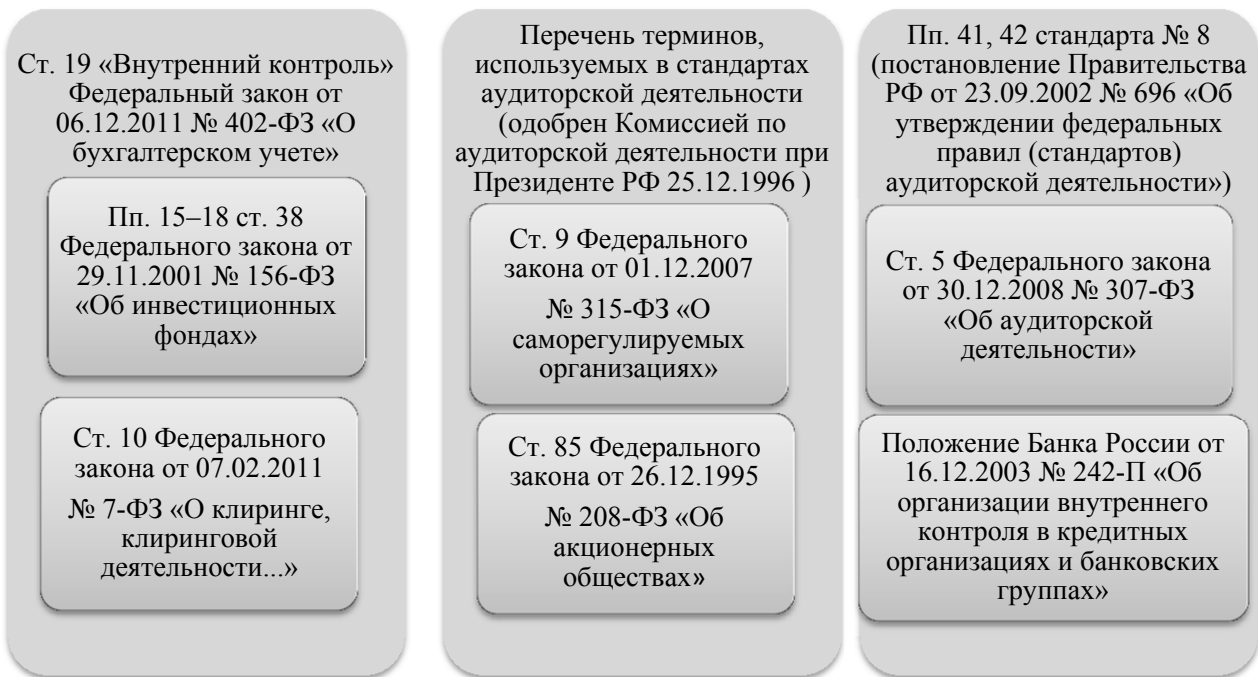 Ст. 19 «Внутренний контроль»
Федеральный закон от
06.12.2011 № 402-ФЗ «О
бухгалтерском учете»
Пп. 15–18 ст. 38
Федерального закона от
29.11.2001 № 156-ФЗ
«Об инвестиционных
фондах»
Ст. 10 Федерального
закона от 07.02.2011
№ 7-ФЗ «О клиринге,
клиринговой
деятельности...»
Перечень терминов,
используемых в стандартах
аудиторской деятельности
(одобрен Комиссией по
аудиторской деятельности при
Президенте РФ 25.12.1996 )
Ст. 9 Федерального
закона от 01.12.2007
№ 315-ФЗ «О
саморегулируемых
организациях»
Ст. 85 Федерального
закона от 26.12.1995
№ 208-ФЗ «Об
акционерных
обществах»
Пп. 41, 42 стандарта № 8
(постановление Правительства
РФ от 23.09.2002 № 696 «Об
утверждении федеральных
правил (стандартов)
аудиторской деятельности»)
Ст. 5 Федерального закона
от 30.12.2008 № 307-ФЗ
«Об аудиторской
деятельности»
Положение Банка России от
16.12.2003 № 242-П «Об
организации внутреннего
контроля в кредитных
организациях и банковских
группах»